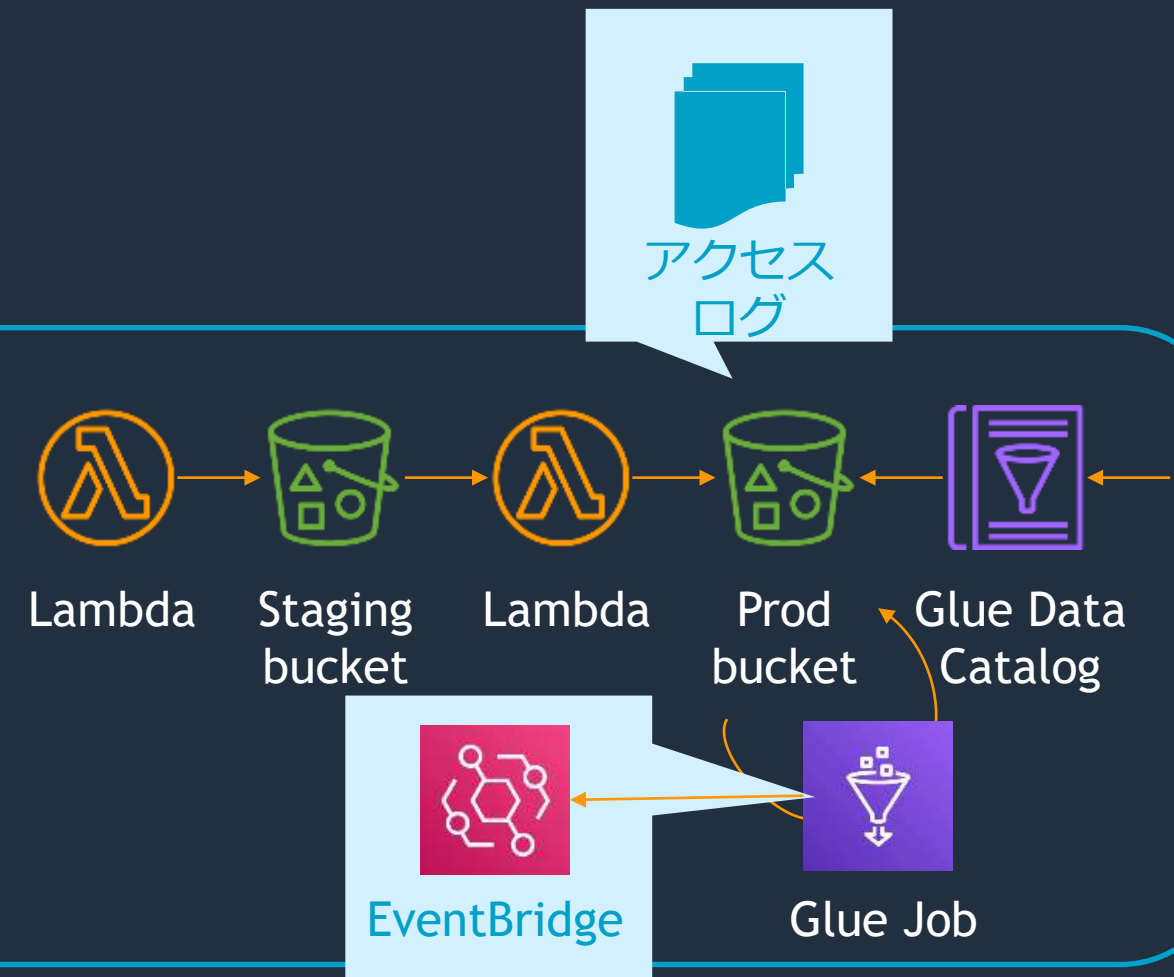 アクセス
ログ
Lambda
Staging
bucket
Lambda
Prod
bucket
Glue Data
Catalog
EventBridge
Glue Job